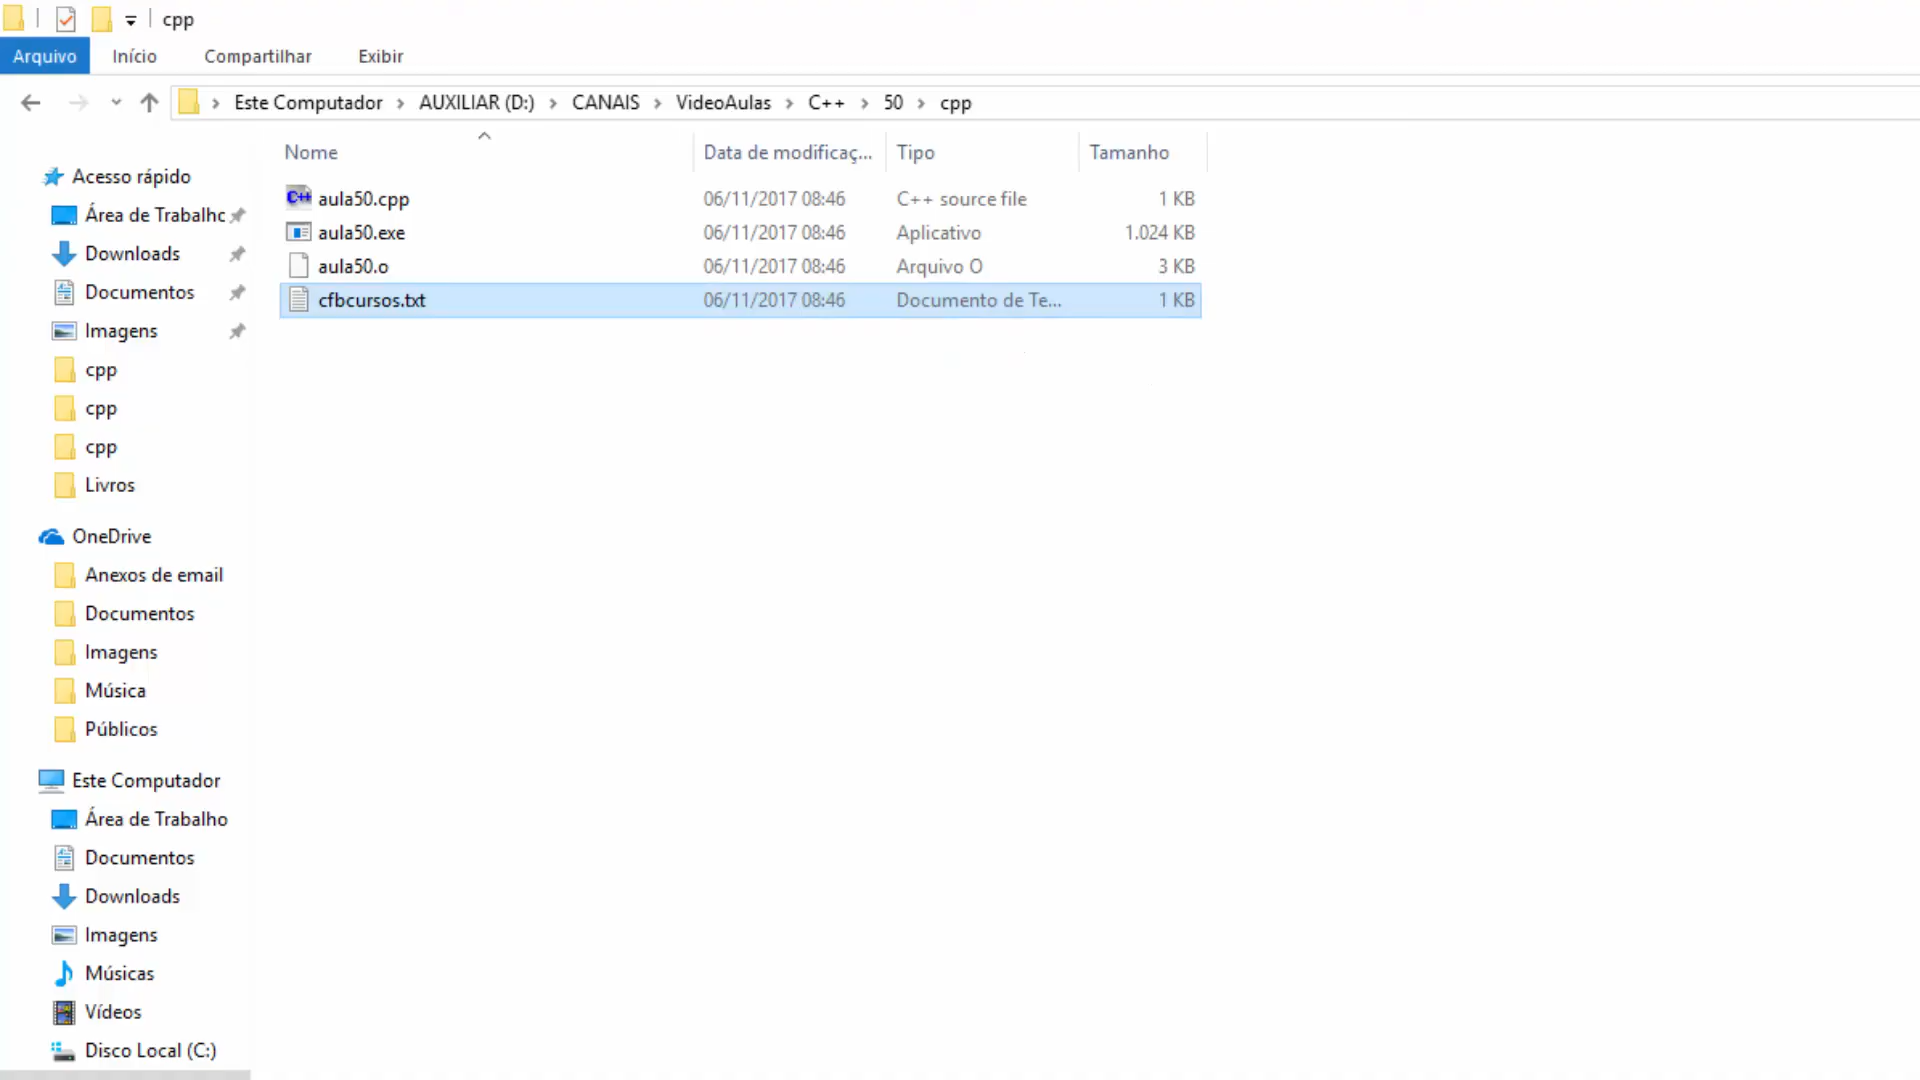 cpp
Arquivo Início Compartilhar Exibir
Este Computador AUXILIAR (D:) CANAIS VideoAulas C++ 50 cpp
Nome Data de modificaç... Tipo Tamanho
aula50.cpp 06/11/2017 08:46 C++ source file 1 KB
aula50.exe 06/11/2017 08:46 Aplicativo 1.024 KB
aula50.o 06/11/2017 08:46 Arquivo O 3 KB
cfbcursos.txt 06/11/2017 08:46 Documento de Te... 1 KB
Acesso rápido
Área de Trabalho
Downloads
Documentos
Imagens
cpp
cpp
cpp
Livros
OneDrive
Anexos de email
Documentos
Imagens
Música
Públicos
Este Computador
Área de Trabalho
Documentos
Downloads
Imagens
Músicas
Vídeos
Disco Local (C:)